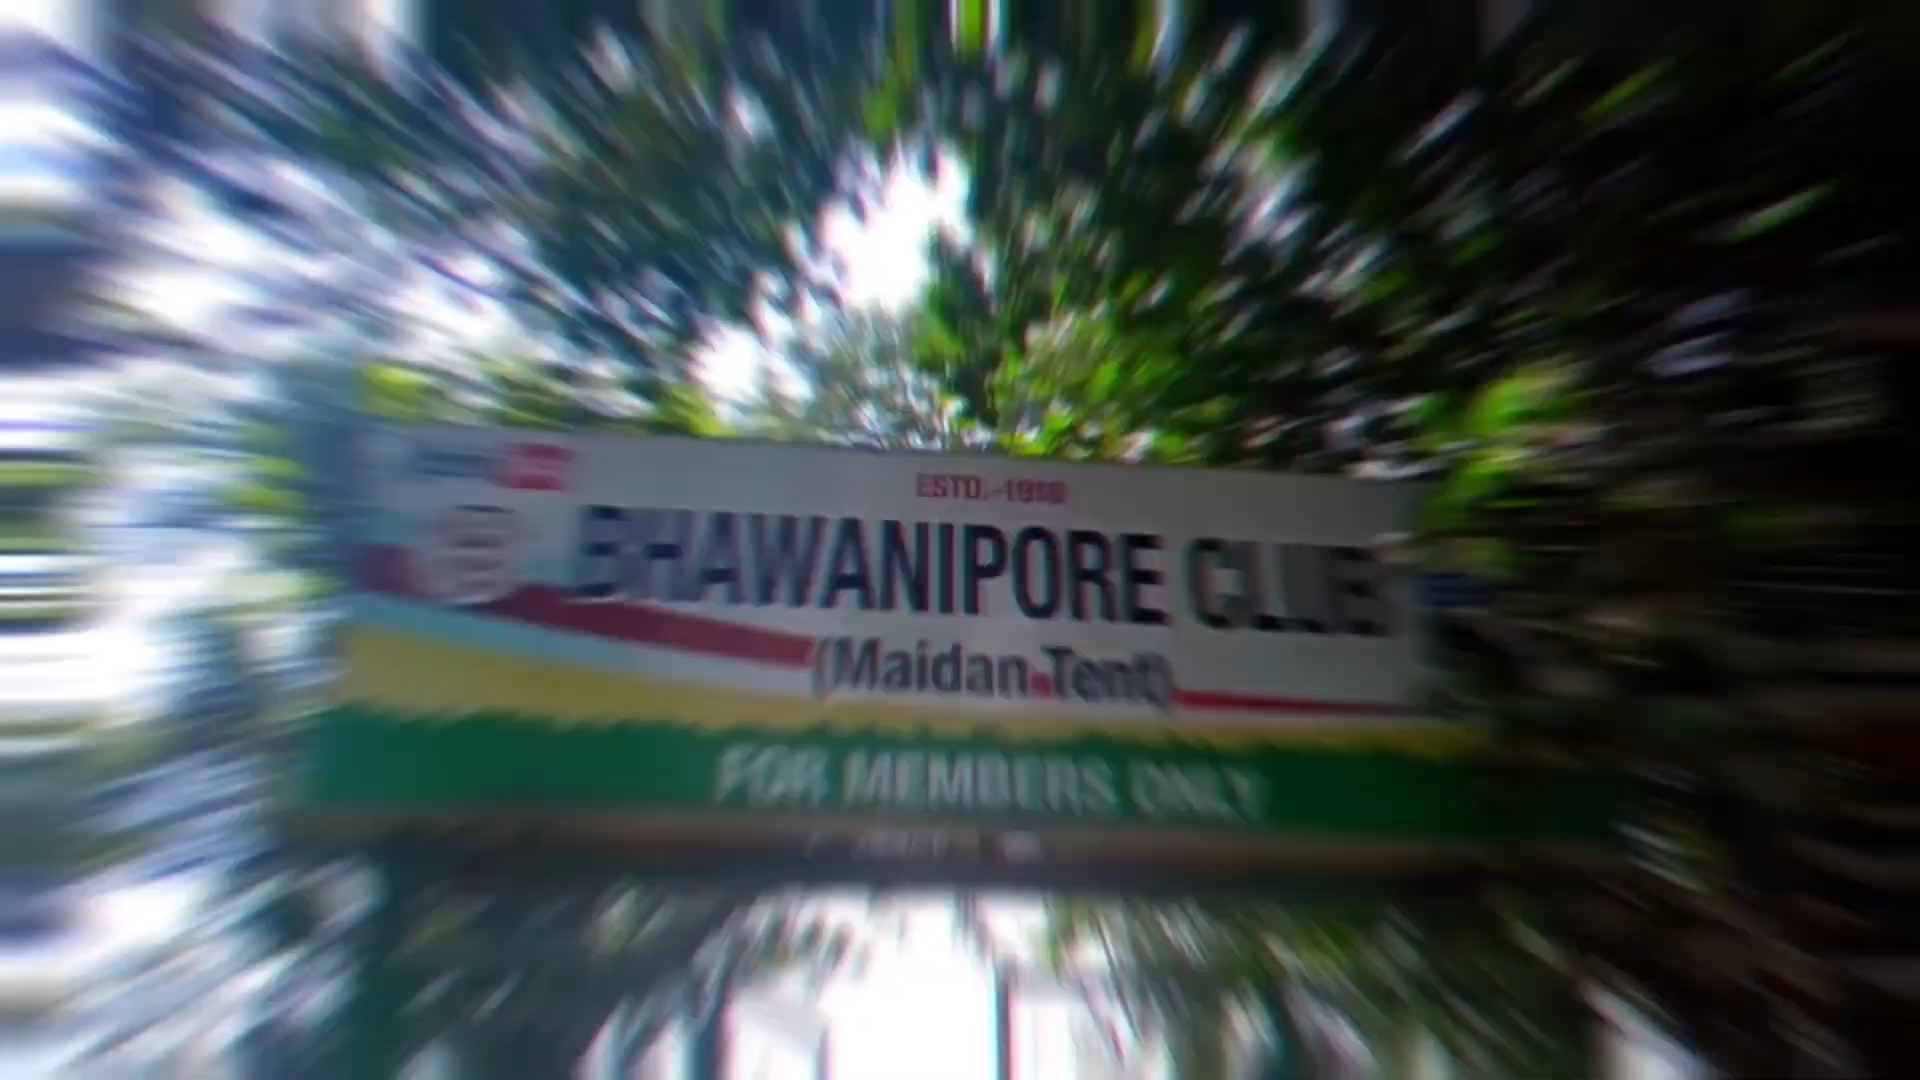 ESTD.-1910
BHAWANIPORE CLUB
(Maidan Tent)
FOR MEMBERS ONLY